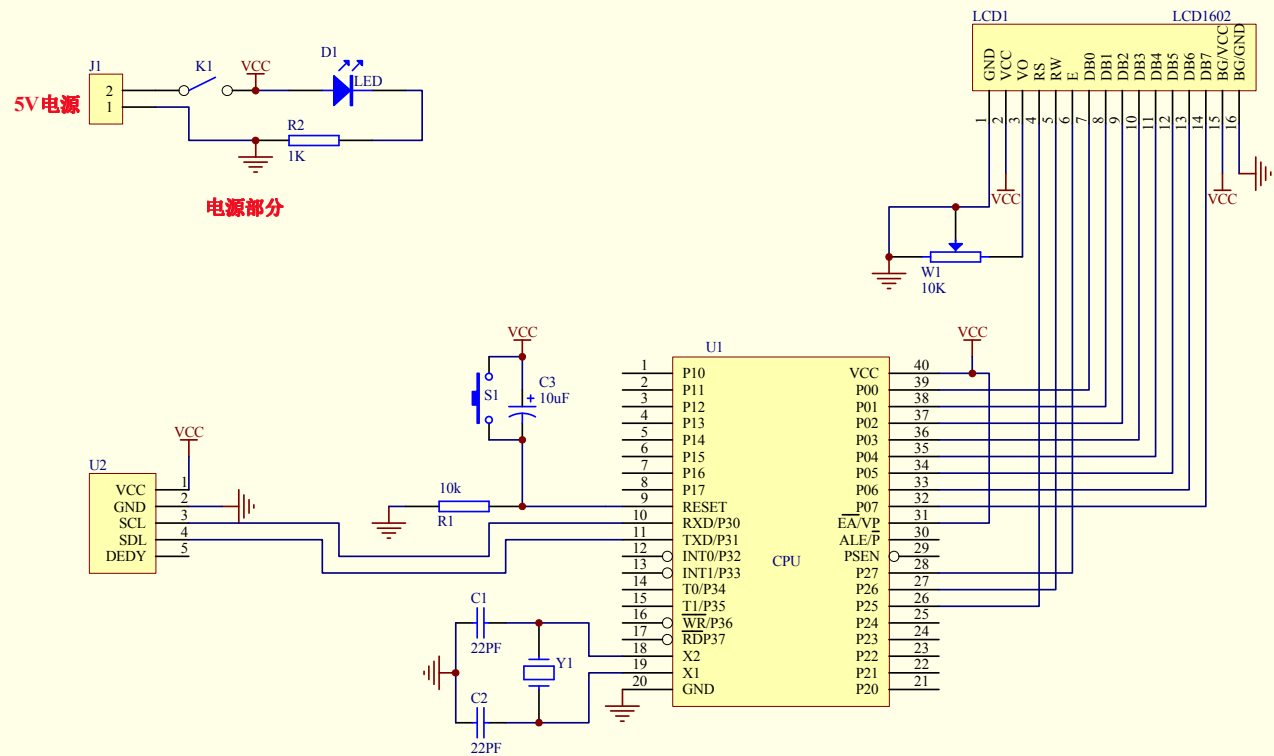 LCD1 LCD1602
GND VCC VO RS RW E DB0 DB1 DB2 DB3 DB4 DB5 DB6 DB7 BG/VCC BG/GND
1 2 3 4 5 6 7 8 9 10 11 12 13 14 15 16
VCC VCC
W1
10K
J1
2
1
5V电源
K1
VCC
D1
LED
R2
1K
电源部分
VCC
S1
C3
10uF
10k
R1
VCC
U2
VCC 1
GND 2
SCL 3
SDL 4
DEDY 5
C1
22PF
Y1
C2
22PF
VCC
U1
CPU
1 P10 VCC 40
2 P11 P00 39
3 P12 P01 38
4 P13 P02 37
5 P14 P03 36
6 P15 P04 35
7 P16 P05 34
8 P17 P06 33
9 RESET P07 32
10 RXD/P30 EA/VP 31
11 TXD/P31 ALE/P 30
12 INT0/P32 PSEN 29
13 INT1/P33 P27 28
14 T0/P34 P26 27
15 T1/P35 P25 26
16 WR/P36 P24 25
17 RDP37 P23 24
18 X2 P22 23
19 X1 P21 22
20 GND P20 21